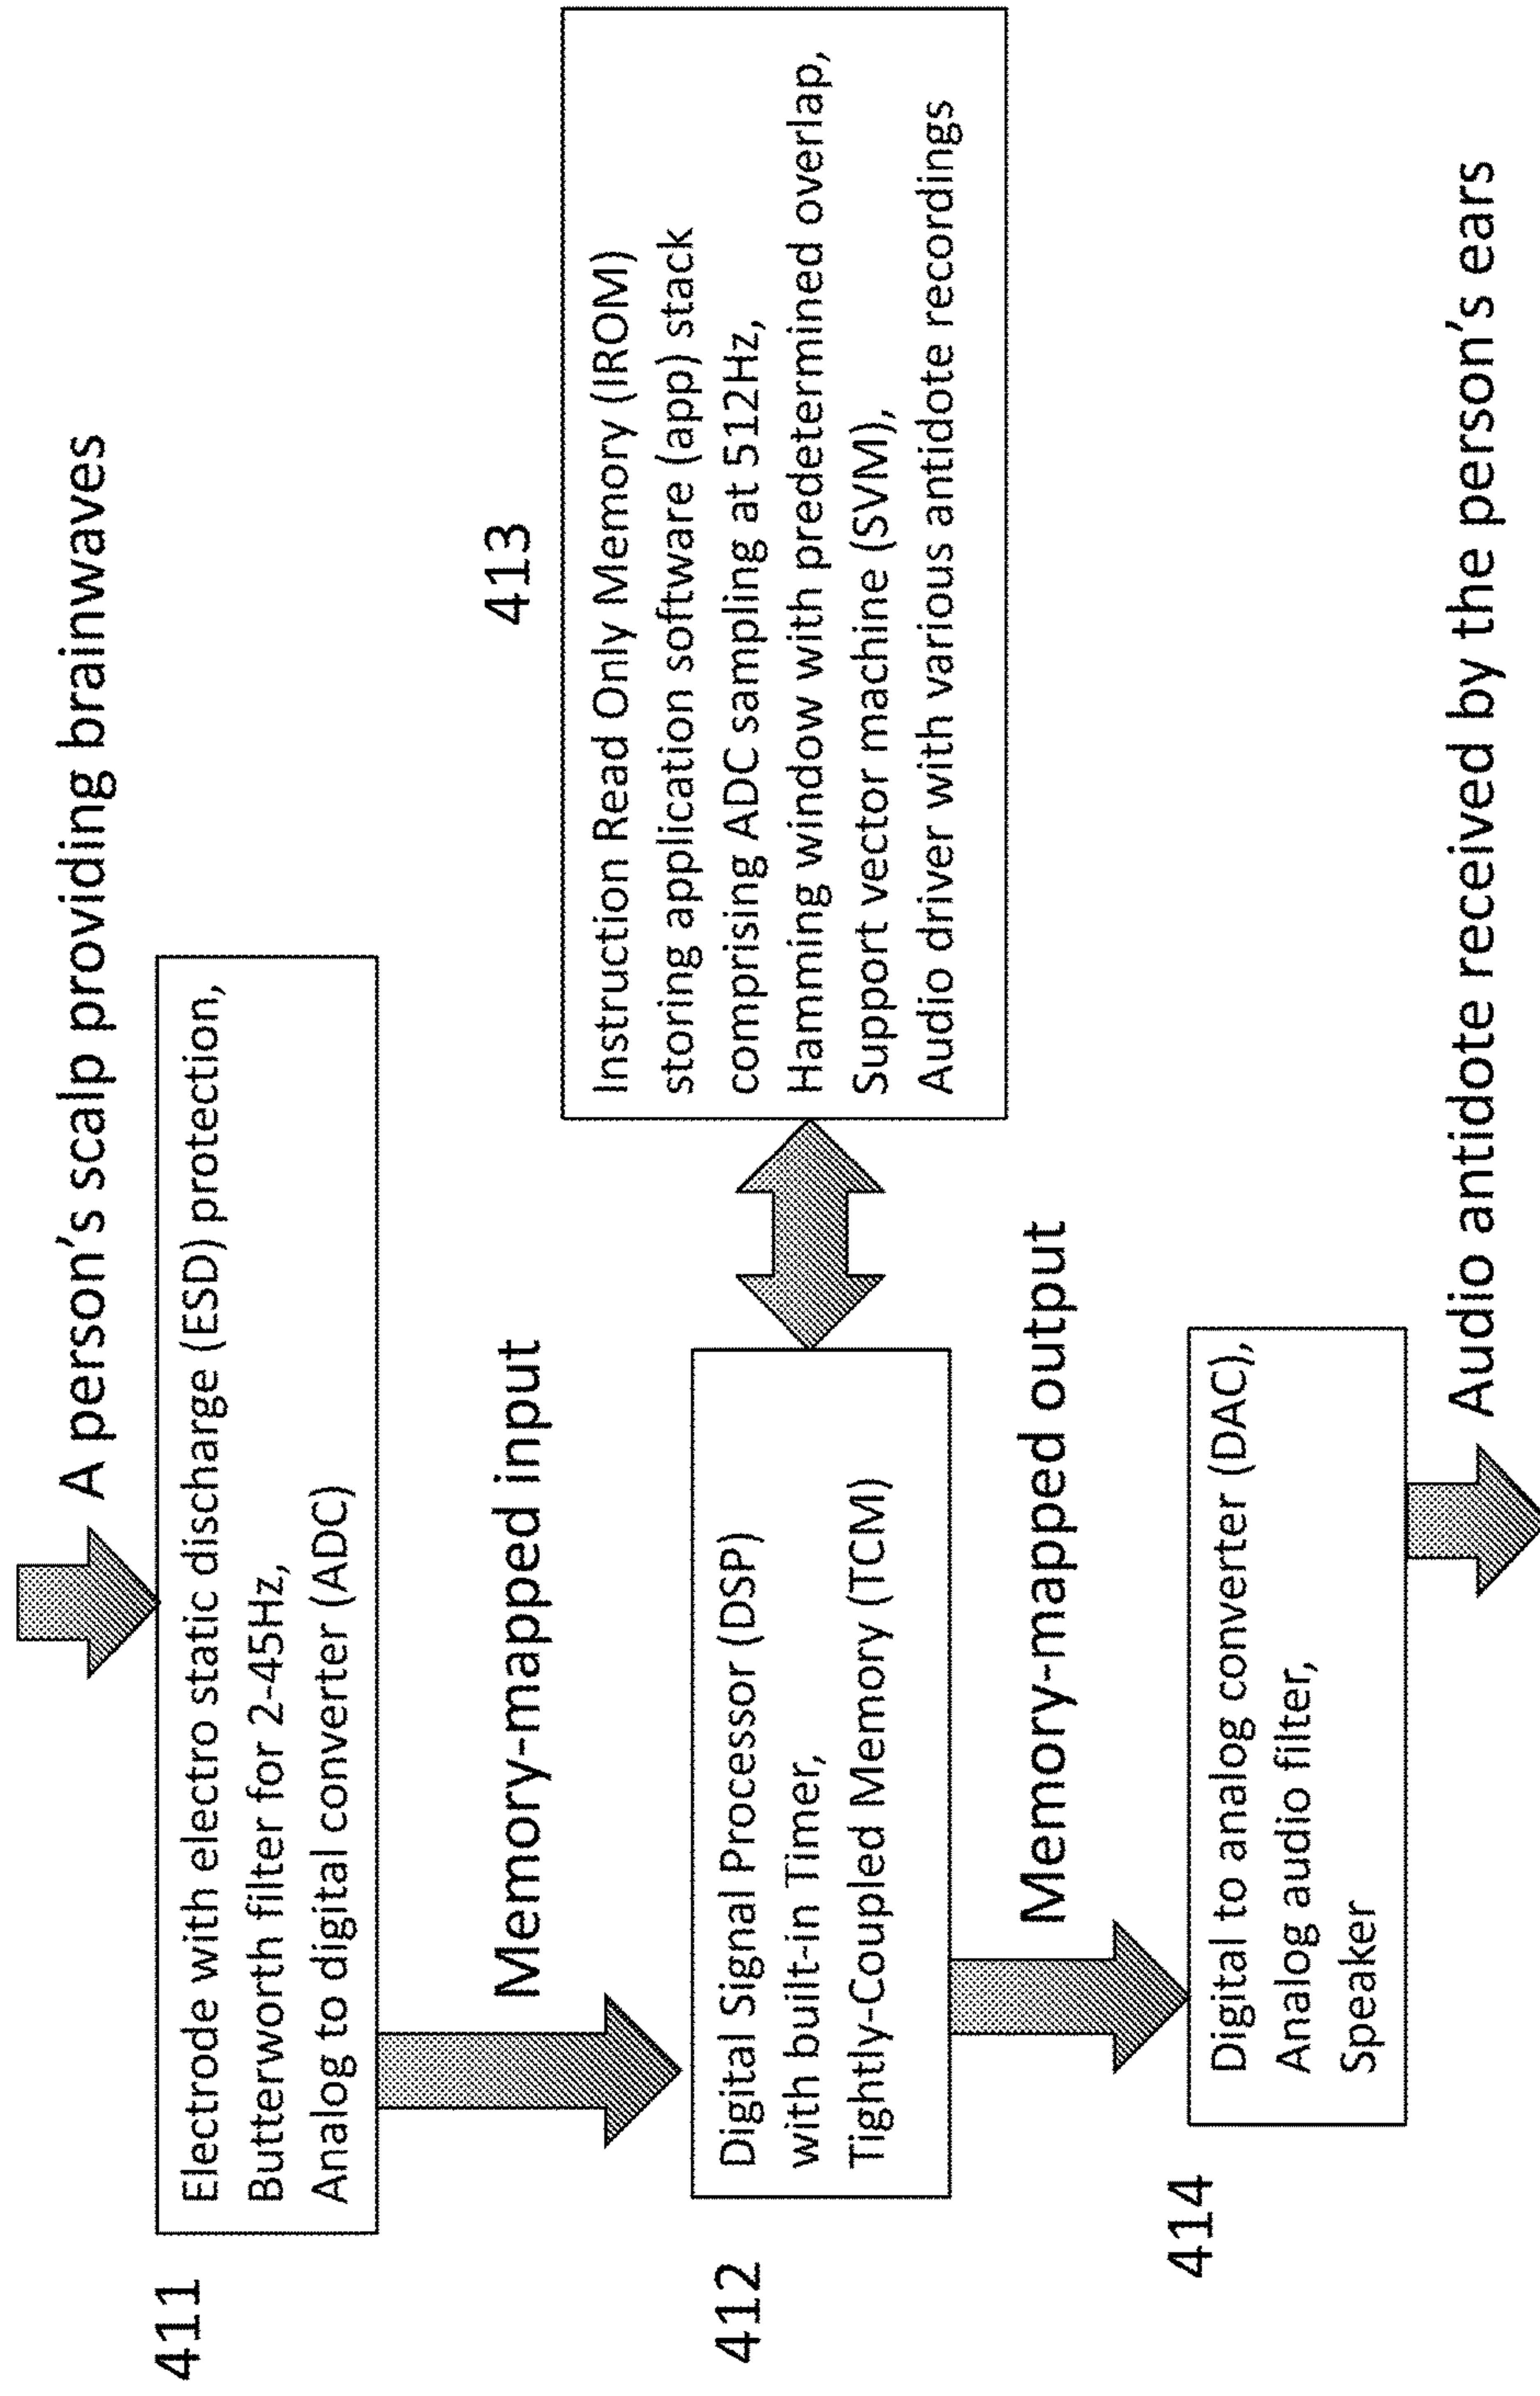 A person's scalp providing brainwaves
411
Electrode with electro static discharge (ESD) protection,
Butterworth filter for 2-45Hz,
Analog to digital converter (ADC)
Memory-mapped input
412
Digital Signal Processor (DSP)
with built-in Timer,
Tightly-Coupled Memory (TCM)
413
Instruction Read Only Memory (IROM)
storing application software (app) stack
comprising ADC sampling at 512Hz,
Hamming window with predetermined overlap,
Support vector machine (SVM),
Audio driver with various antidote recordings
Memory-mapped output
414
Digital to analog converter (DAC),
Analog audio filter,
Speaker
Audio antidote received by the person's ears